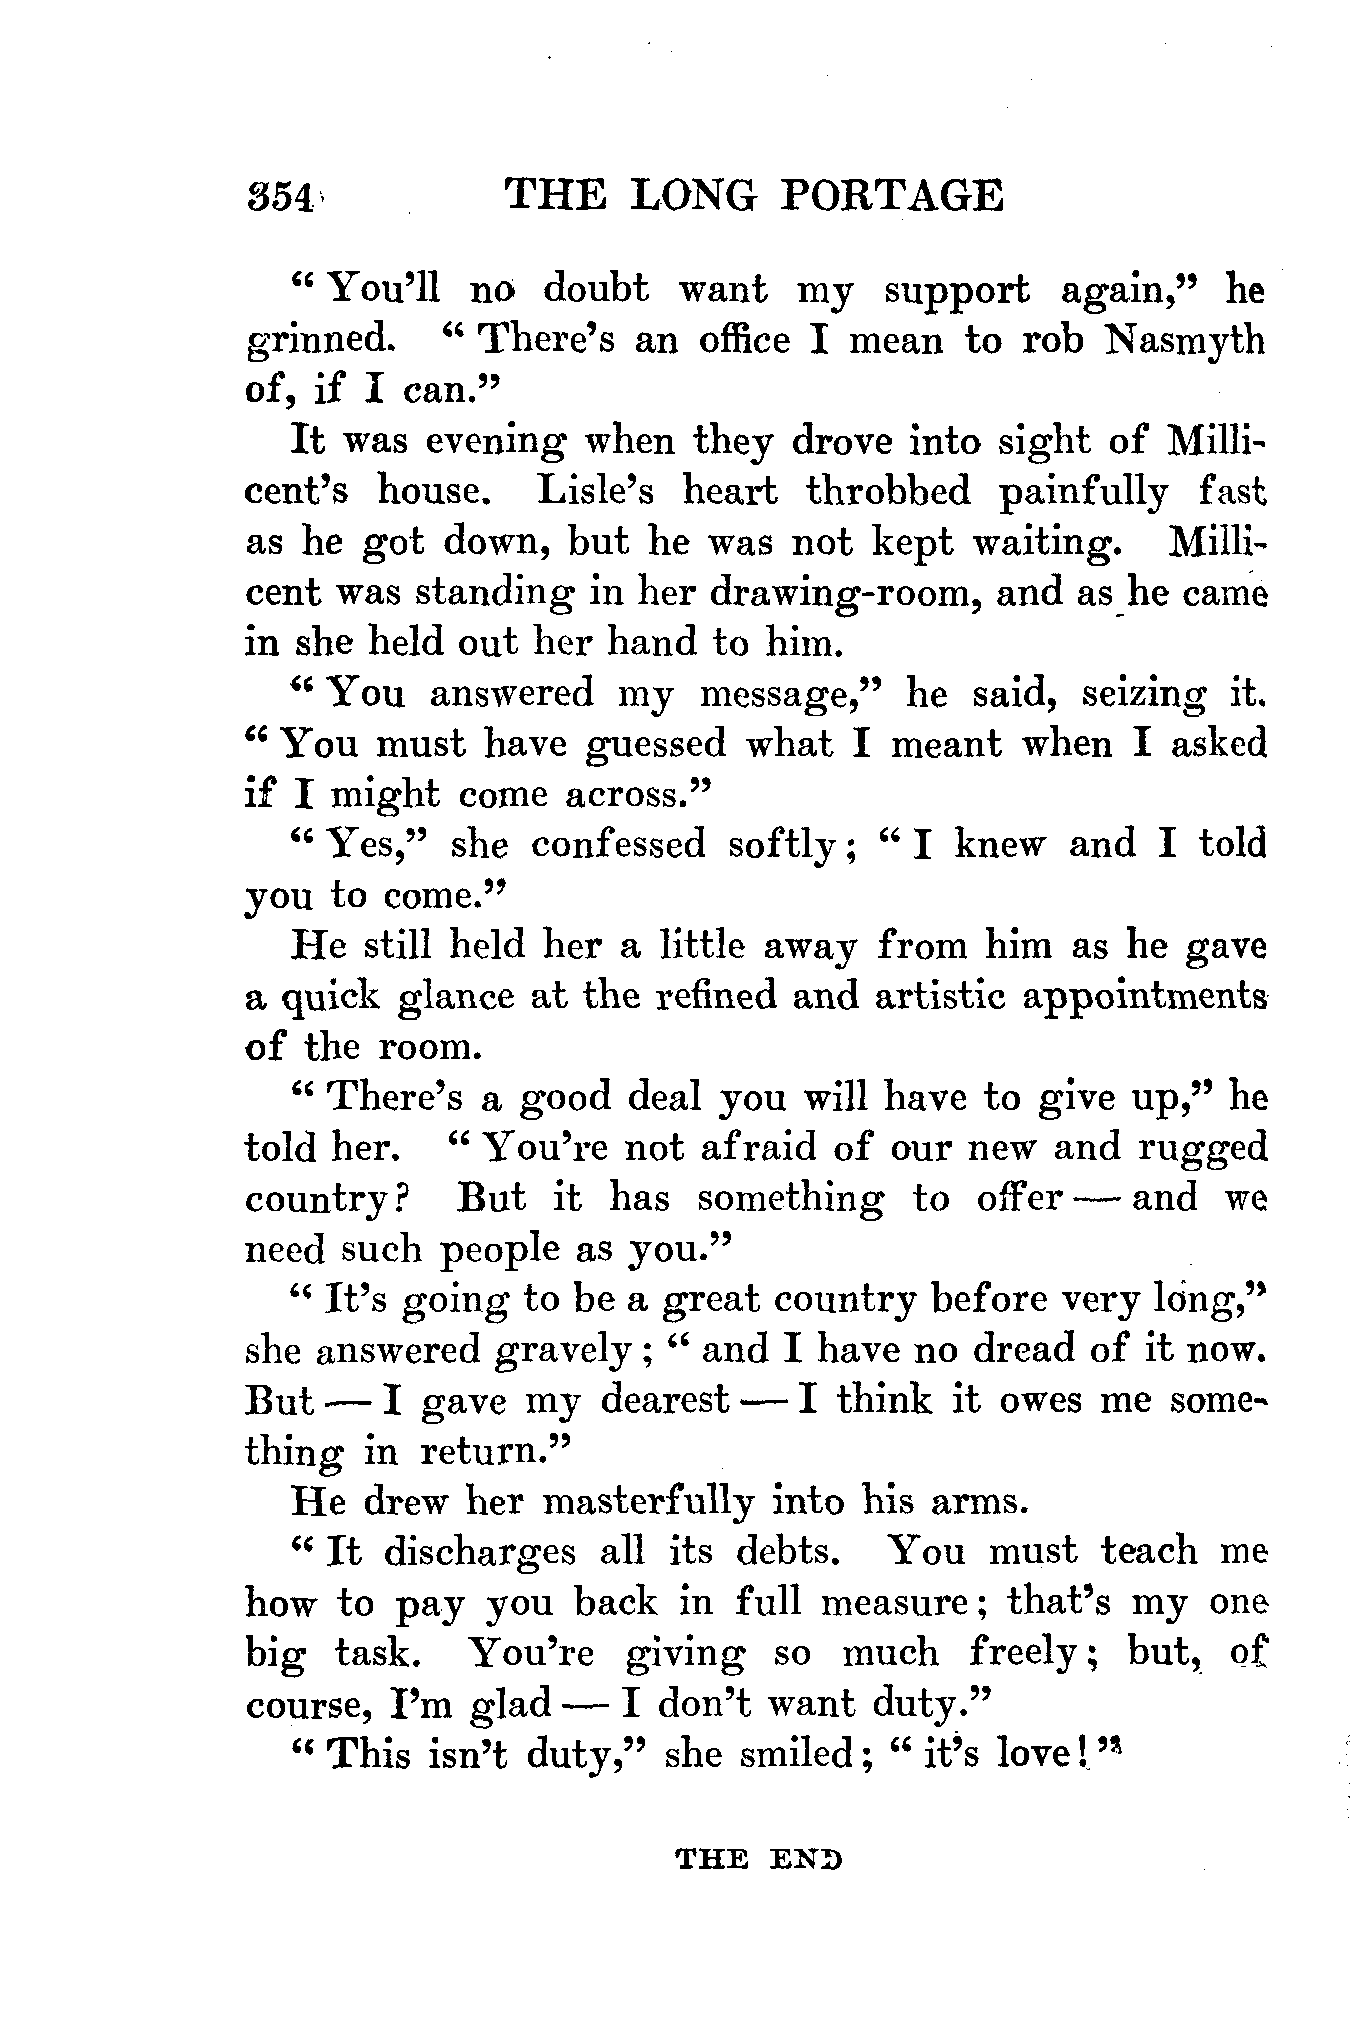 354 THE LONG PORTAGE
“ You’ll no doubt want my support again,” he
grinned. “ There’s an office I mean to rob Nasmyth
of, if I can.”
It was evening when they drove into sight of Milli-
cent’s house. Lisle’s heart throbbed painfully fast
as he got down, but he was not kept waiting. Milli-
cent was standing in her drawing-room, and as he came
in she held out her hand to him.
“ You answered my message,” he said, seizing it.
“ You must have guessed what I meant when I asked
if I might come across.”
“ Yes,” she confessed softly; “ I knew and I told
you to come.”
He still held her a little away from him as he gave
a quick glance at the refined and artistic appointments
of the room.
“ There’s a good deal you will have to give up,” he
told her. “ You’re not afraid of our new and rugged
country? But it has something to offer — and we
need such people as you.”
“ It’s going to be a great country before very long,”
she answered gravely; “ and I have no dread of it now.
But — I gave my dearest — I think it owes me some-
thing in return.”
He drew her masterfully into his arms.
“ It discharges all its debts. You must teach me
how to pay you back in full measure; that’s my one
big task. You’re giving so much freely; but, of
course, I’m glad — I don’t want duty.”
“ This isn’t duty,” she smiled; “ it’s love!”
THE END